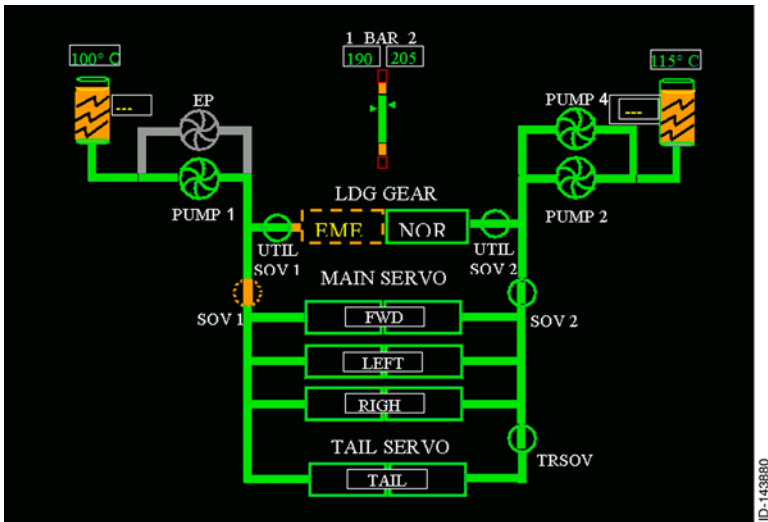 1 BAR 2
100° C
190 205
115° C
EP
---
PUMP 4
---
PUMP 1
PUMP 2
LDG GEAR
EME NOR
UTIL
SOV 1
UTIL
SOV 2
MAIN SERVO
SOV 1
FWD
SOV 2
LEFT
RIGH
TAIL SERVO
TRSOV
TAIL
ID-143880